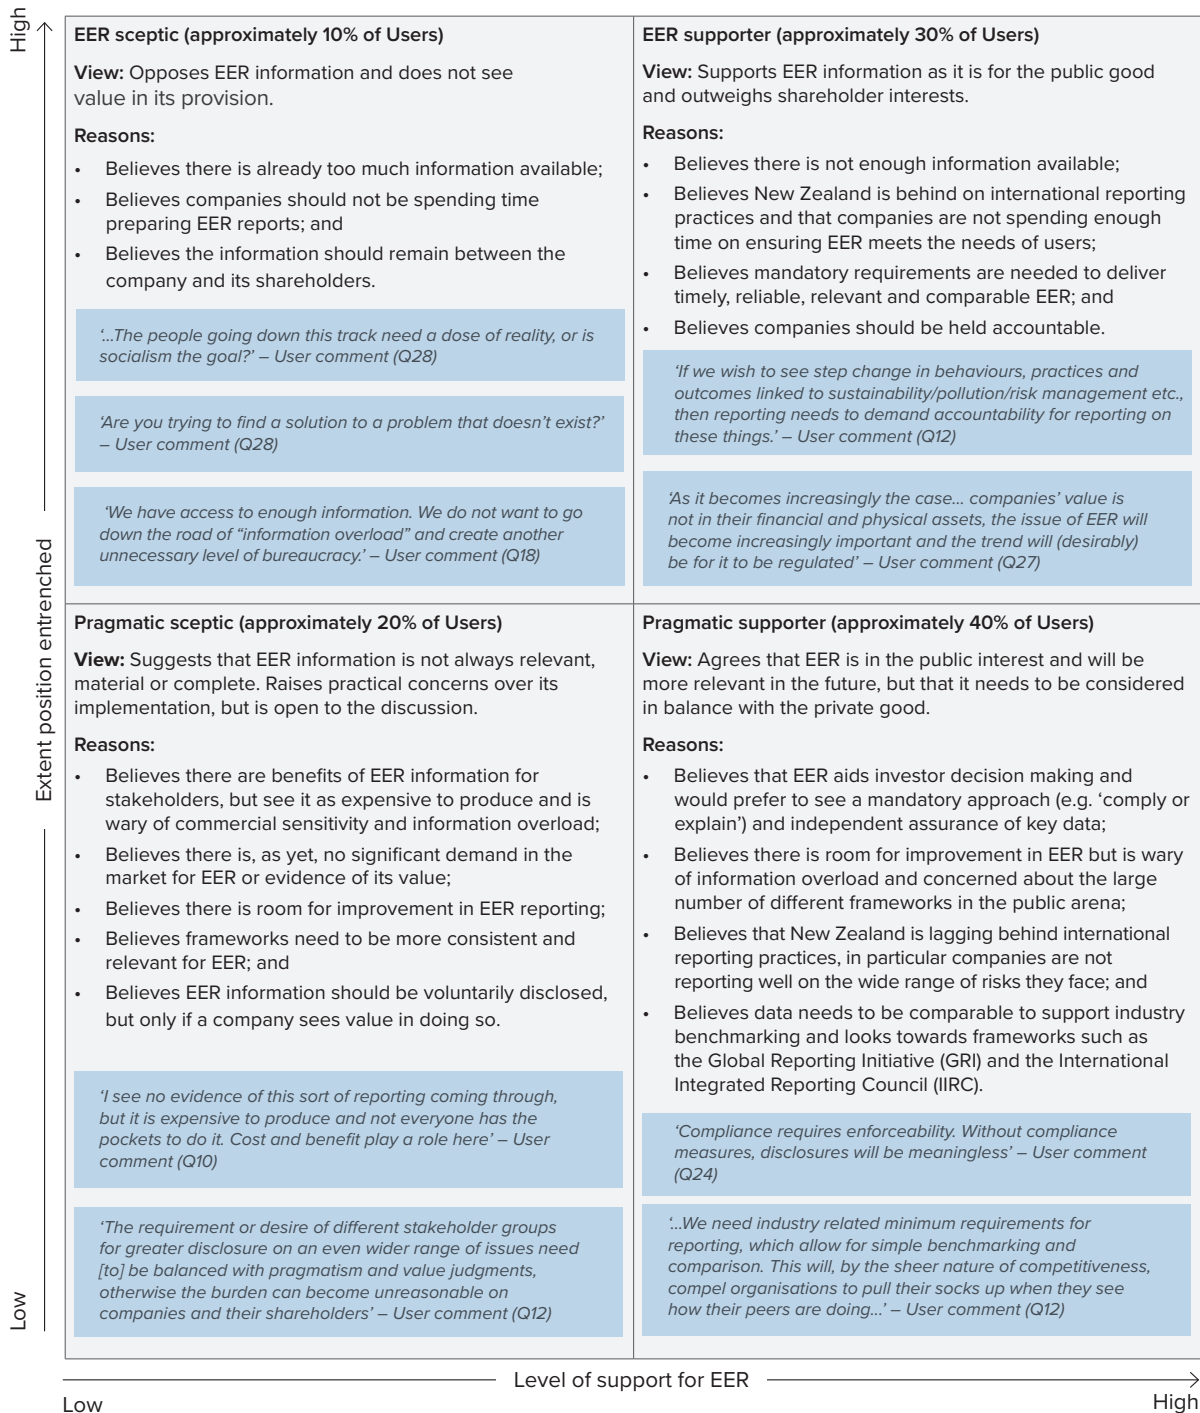 High
Extent position entrenched
Low
EER sceptic (approximately 10% of Users)
View: Opposes EER information and does not see
value in its provision.
Reasons:
• Believes there is already too much information available;
• Believes companies should not be spending time
preparing EER reports; and
• Believes the information should remain between the
company and its shareholders.
‘...The people going down this track need a dose of reality, or is
socialism the goal?’ – User comment (Q28)
‘Are you trying to find a solution to a problem that doesn’t exist?’
– User comment (Q28)
‘We have access to enough information. We do not want to go
down the road of “information overload” and create another
unnecessary level of bureaucracy.’ – User comment (Q18)
EER supporter (approximately 30% of Users)
View: Supports EER information as it is for the public good
and outweighs shareholder interests.
Reasons:
• Believes there is not enough information available;
• Believes New Zealand is behind on international reporting
practices and that companies are not spending enough
time on ensuring EER meets the needs of users;
• Believes mandatory requirements are needed to deliver
timely, reliable, relevant and comparable EER; and
• Believes companies should be held accountable.
‘If we wish to see step change in behaviours, practices and
outcomes linked to sustainability/pollution/risk management etc.,
then reporting needs to demand accountability for reporting on
these things.’ – User comment (Q12)
‘As it becomes increasingly the case... companies’ value is
not in their financial and physical assets, the issue of EER will
become increasingly important and the trend will (desirably)
be for it to be regulated’ – User comment (Q27)
Pragmatic sceptic (approximately 20% of Users)
View: Suggests that EER information is not always relevant,
material or complete. Raises practical concerns over its
implementation, but is open to the discussion.
Reasons:
• Believes there are benefits of EER information for
stakeholders, but see it as expensive to produce and is
wary of commercial sensitivity and information overload;
• Believes there is, as yet, no significant demand in the
market for EER or evidence of its value;
• Believes there is room for improvement in EER reporting;
• Believes frameworks need to be more consistent and
relevant for EER; and
• Believes EER information should be voluntarily disclosed,
but only if a company sees value in doing so.
‘I see no evidence of this sort of reporting coming through,
but it is expensive to produce and not everyone has the
pockets to do it. Cost and benefit play a role here’ – User
comment (Q10)
‘The requirement or desire of different stakeholder groups
for greater disclosure on an even wider range of issues need
[to] be balanced with pragmatism and value judgments,
otherwise the burden can become unreasonable on
companies and their shareholders’ – User comment (Q12)
Pragmatic supporter (approximately 40% of Users)
View: Agrees that EER is in the public interest and will be
more relevant in the future, but that it needs to be considered
in balance with the private good.
Reasons:
• Believes that EER aids investor decision making and
would prefer to see a mandatory approach (e.g. ‘comply or
explain’) and independent assurance of key data;
• Believes there is room for improvement in EER but is wary
of information overload and concerned about the large
number of different frameworks in the public arena;
• Believes that New Zealand is lagging behind international
reporting practices, in particular companies are not
reporting well on the wide range of risks they face; and
• Believes data needs to be comparable to support industry
benchmarking and looks towards frameworks such as
the Global Reporting Initiative (GRI) and the International
Integrated Reporting Council (IIRC).
‘Compliance requires enforceability. Without compliance
measures, disclosures will be meaningless’ – User comment
(Q24)
‘...We need industry related minimum requirements for
reporting, which allow for simple benchmarking and
comparison. This will, by the sheer nature of competitiveness,
compel organisations to pull their socks up when they see
how their peers are doing...’ – User comment (Q12)
Level of support for EER
Low
High